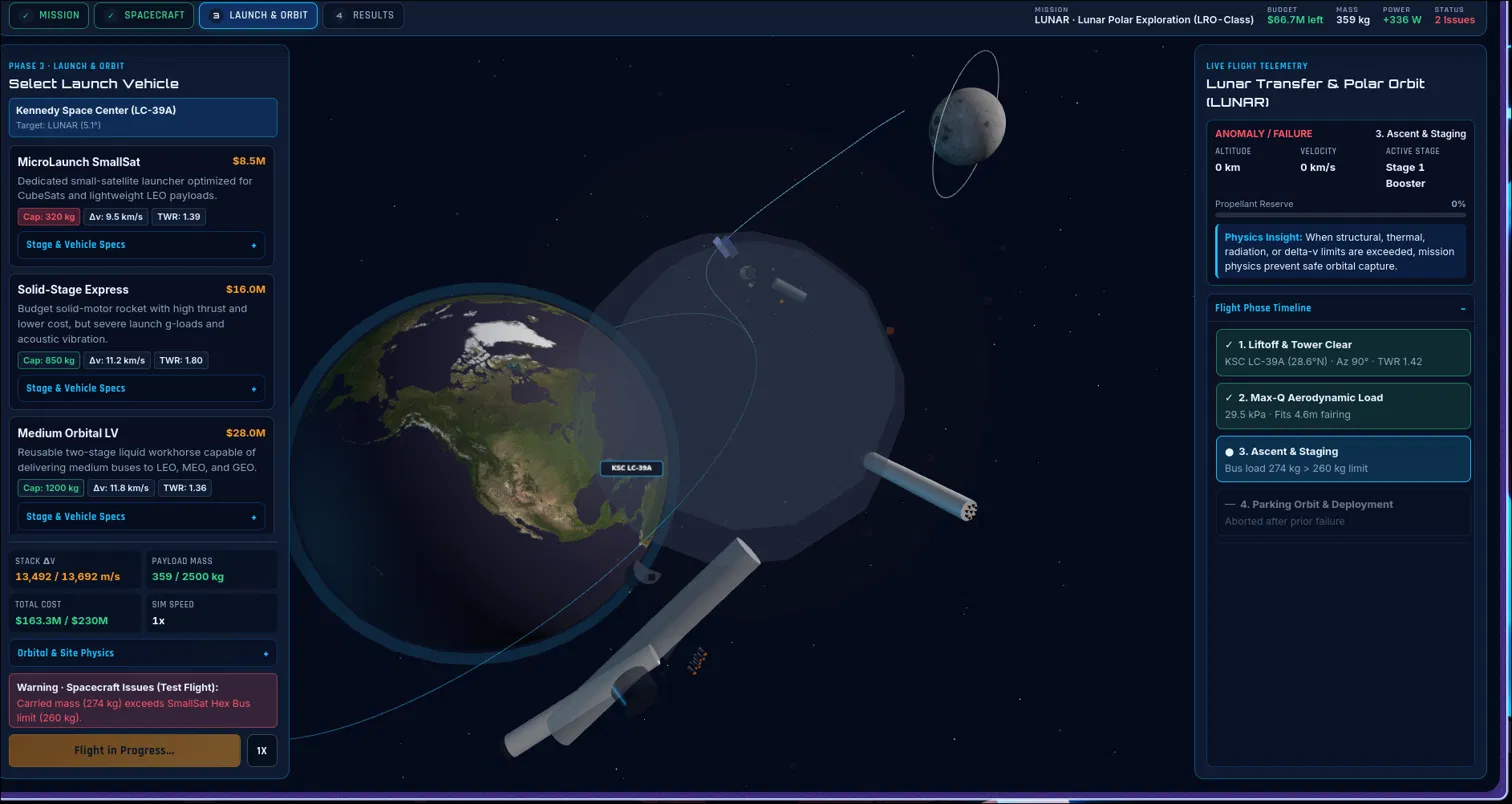 ✓ MISSION
✓ SPACECRAFT
3 LAUNCH & ORBIT
4 RESULTS
MISSION
LUNAR · Lunar Polar Exploration (LRO-Class)
BUDGET
$66.7M left
MASS
359 kg
POWER
+336 W
STATUS
2 Issues
PHASE 3 · LAUNCH & ORBIT
Select Launch Vehicle
Kennedy Space Center (LC-39A)
Target: LUNAR (5.1°)
MicroLaunch SmallSat
$8.5M
Dedicated small-satellite launcher optimized for
CubeSats and lightweight LEO payloads.
Cap: 320 kg
Δv: 9.5 km/s
TWR: 1.39
Stage & Vehicle Specs +
Solid-Stage Express
$16.0M
Budget solid-motor rocket with high thrust and
lower cost, but severe launch g-loads and
acoustic vibration.
Cap: 850 kg
Δv: 11.2 km/s
TWR: 1.80
Stage & Vehicle Specs +
Medium Orbital LV
$28.0M
Reusable two-stage liquid workhorse capable of
delivering medium buses to LEO, MEO, and GEO.
Cap: 1200 kg
Δv: 11.8 km/s
TWR: 1.36
Stage & Vehicle Specs +
STACK ΔV
13,492 / 13,692 m/s
PAYLOAD MASS
359 / 2500 kg
TOTAL COST
$163.3M / $230M
SIM SPEED
1x
Orbital & Site Physics +
Warning · Spacecraft Issues (Test Flight):
Carried mass (274 kg) exceeds SmallSat Hex Bus
limit (260 kg).
Flight in Progress...
1X
KSC LC-39A
LIVE FLIGHT TELEMETRY
Lunar Transfer & Polar Orbit
(LUNAR)
ANOMALY / FAILURE
3. Ascent & Staging
ALTITUDE
0 km
VELOCITY
0 km/s
ACTIVE STAGE
Stage 1
Booster
Propellant Reserve
0%
Physics Insight: When structural, thermal,
radiation, or delta-v limits are exceeded, mission
physics prevent safe orbital capture.
Flight Phase Timeline –
✓ 1. Liftoff & Tower Clear
KSC LC-39A (28.6°N) · Az 90° · TWR 1.42
✓ 2. Max-Q Aerodynamic Load
29.5 kPa · Fits 4.6m fairing
● 3. Ascent & Staging
Bus load 274 kg > 260 kg limit
— 4. Parking Orbit & Deployment
Aborted after prior failure